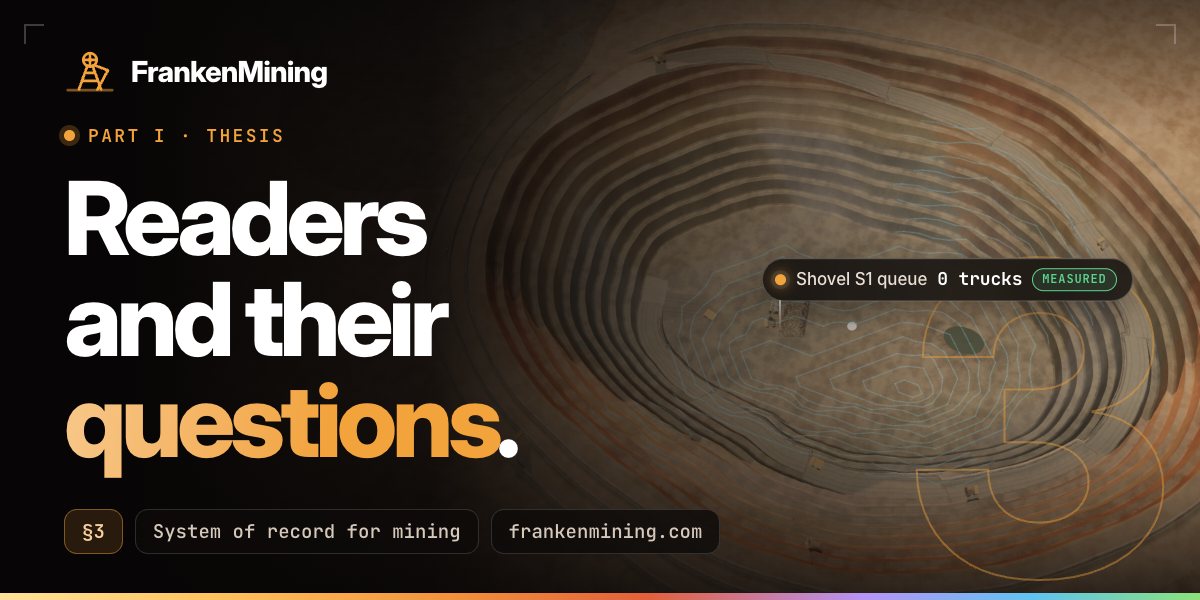 FrankenMining
PART I · THESIS
Readers
and their
questions.
Shovel S1 queue 0 trucks MEASURED
3
§3 System of record for mining frankenmining.com